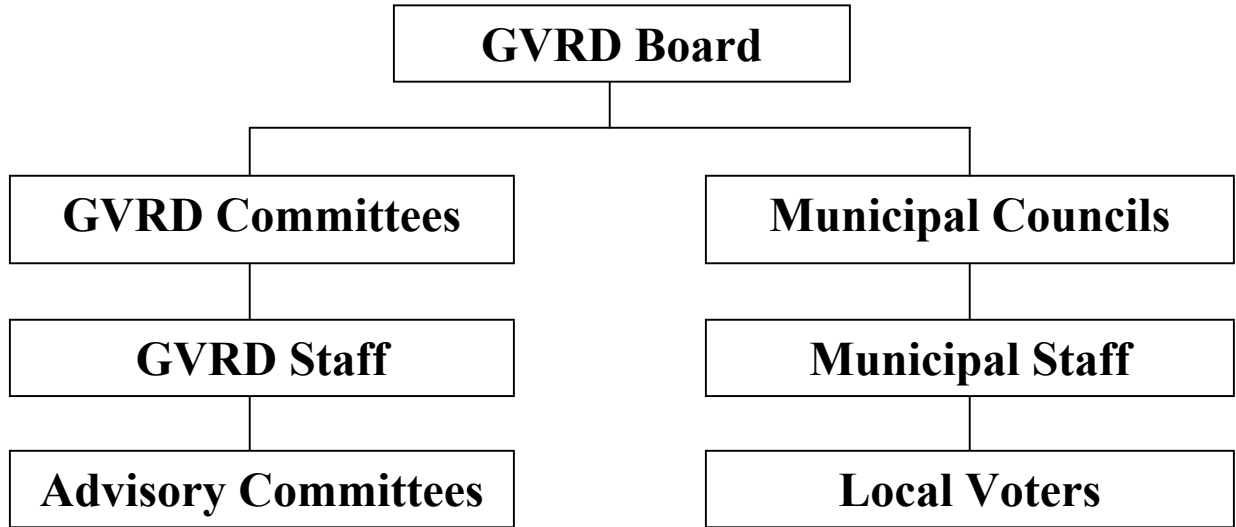 GVRD Board
GVRD Committees
Municipal Councils
GVRD Staff
Municipal Staff
Advisory Committees
Local Voters